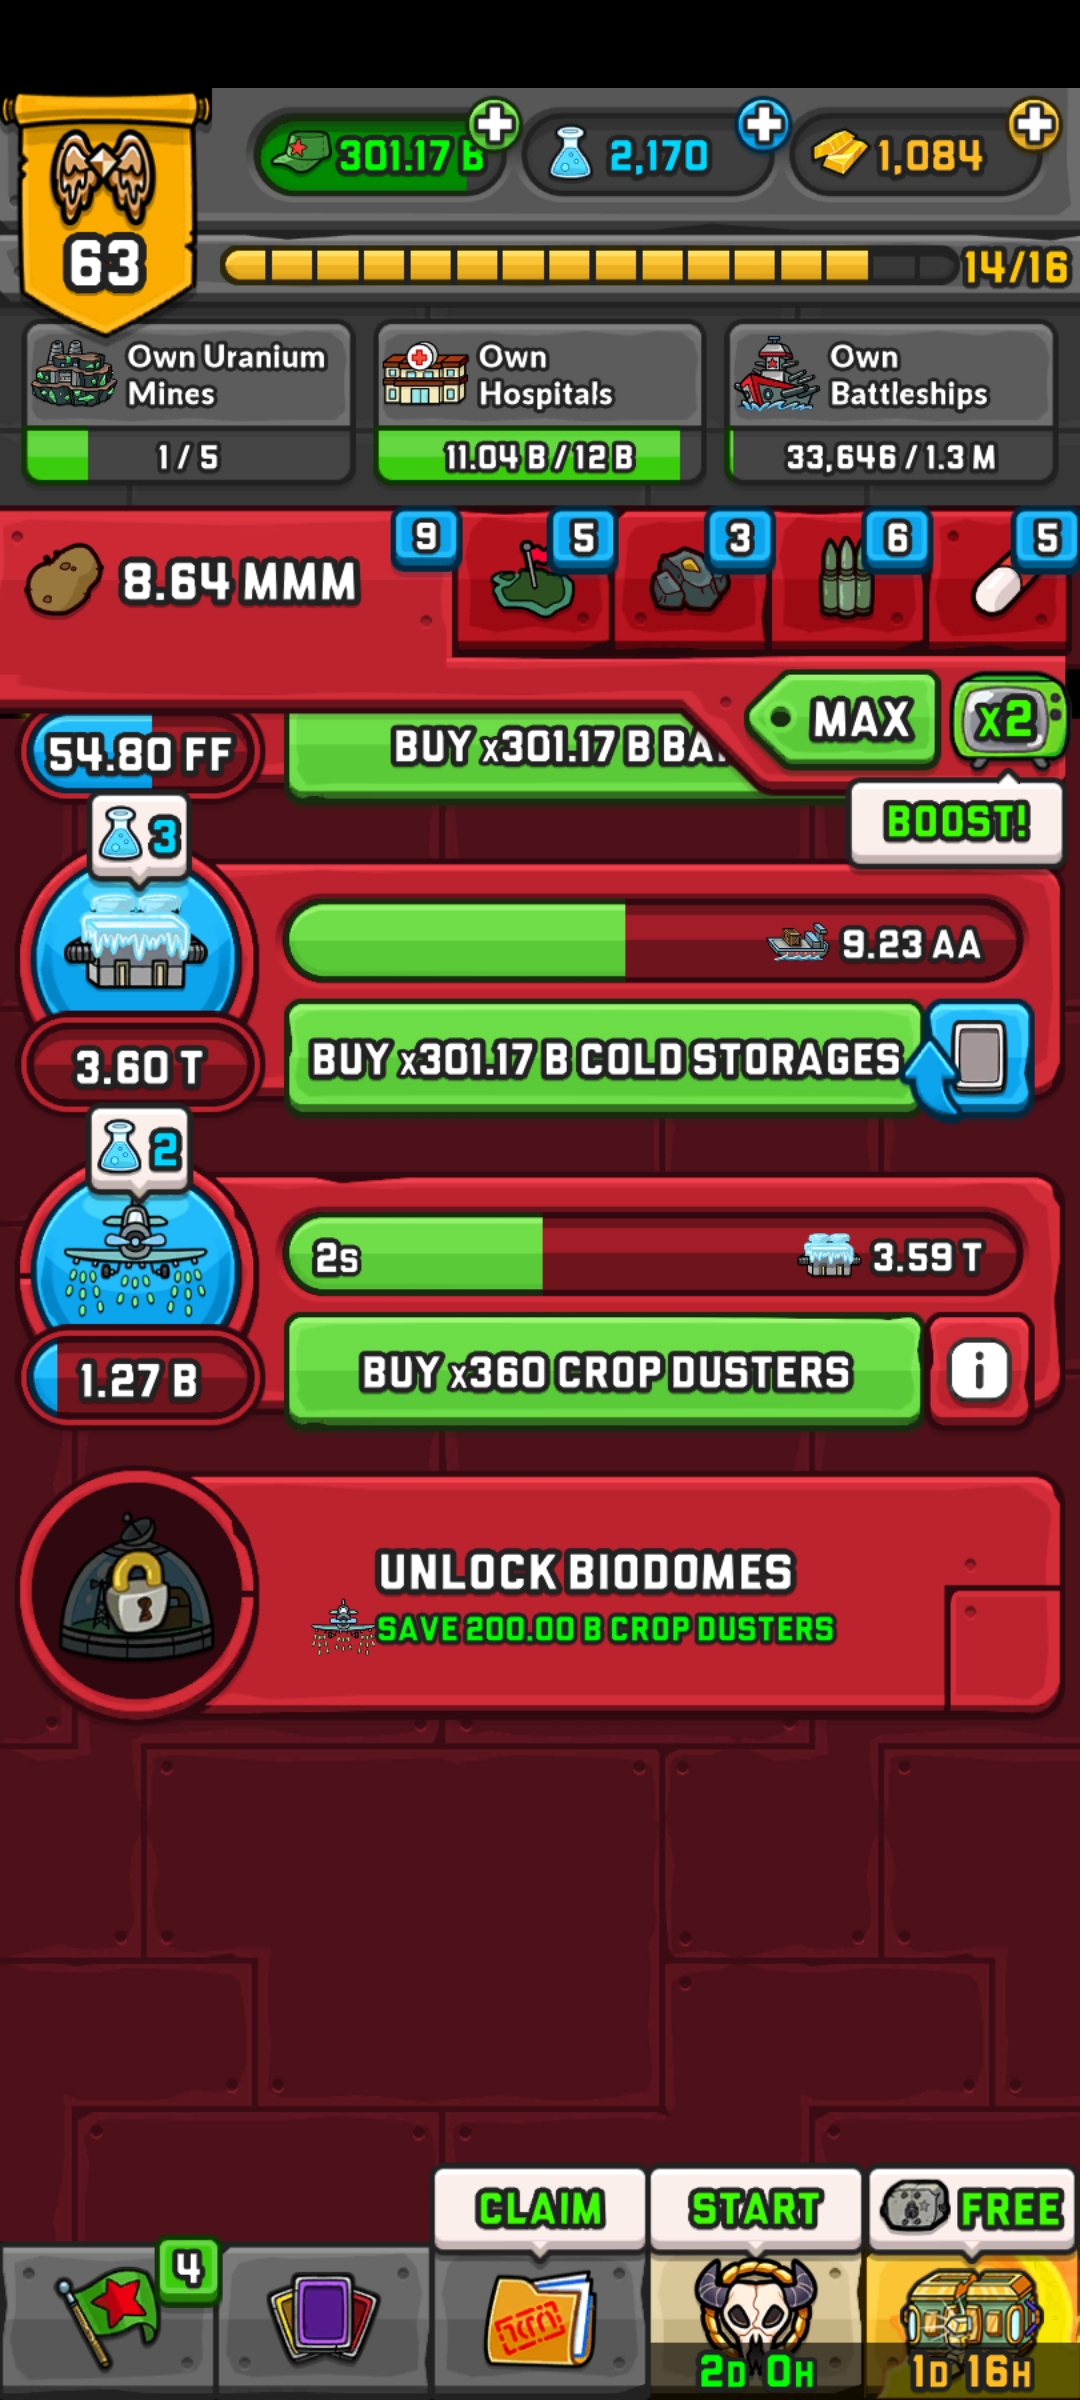 63
301.17 B
2,170
1,084
14/16
Own Uranium
Mines
1 / 5
Own
Hospitals
11.04 B / 12 B
Own
Battleships
33,646 / 1.3 M
8.64 MMM
9
5
3
6
5
MAX
x2
BOOST!
54.80 FF
BUY x301.17 B BA
3
9.23 AA
3.60 T
BUY x301.17 B COLD STORAGES
2
2s
3.59 T
1.27 B
BUY x360 CROP DUSTERS
i
UNLOCK BIODOMES
SAVE 200.00 B CROP DUSTERS
CLAIM
START
FREE
4
2D 0H
1D 16H